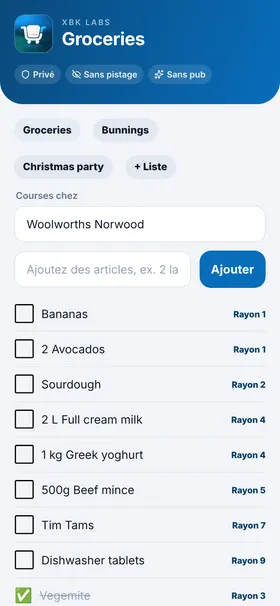 XBK LABS
Groceries
Privé
Sans pistage
Sans pub
Groceries
Bunnings
Christmas party
+ Liste
Courses chez
Woolworths Norwood
Ajoutez des articles, ex. 2 la
Ajouter
Bananas Rayon 1
2 Avocados Rayon 1
Sourdough Rayon 2
2 L Full cream milk Rayon 4
1 kg Greek yoghurt Rayon 4
500g Beef mince Rayon 5
Tim Tams Rayon 7
Dishwasher tablets Rayon 9
Vegemite Rayon 3